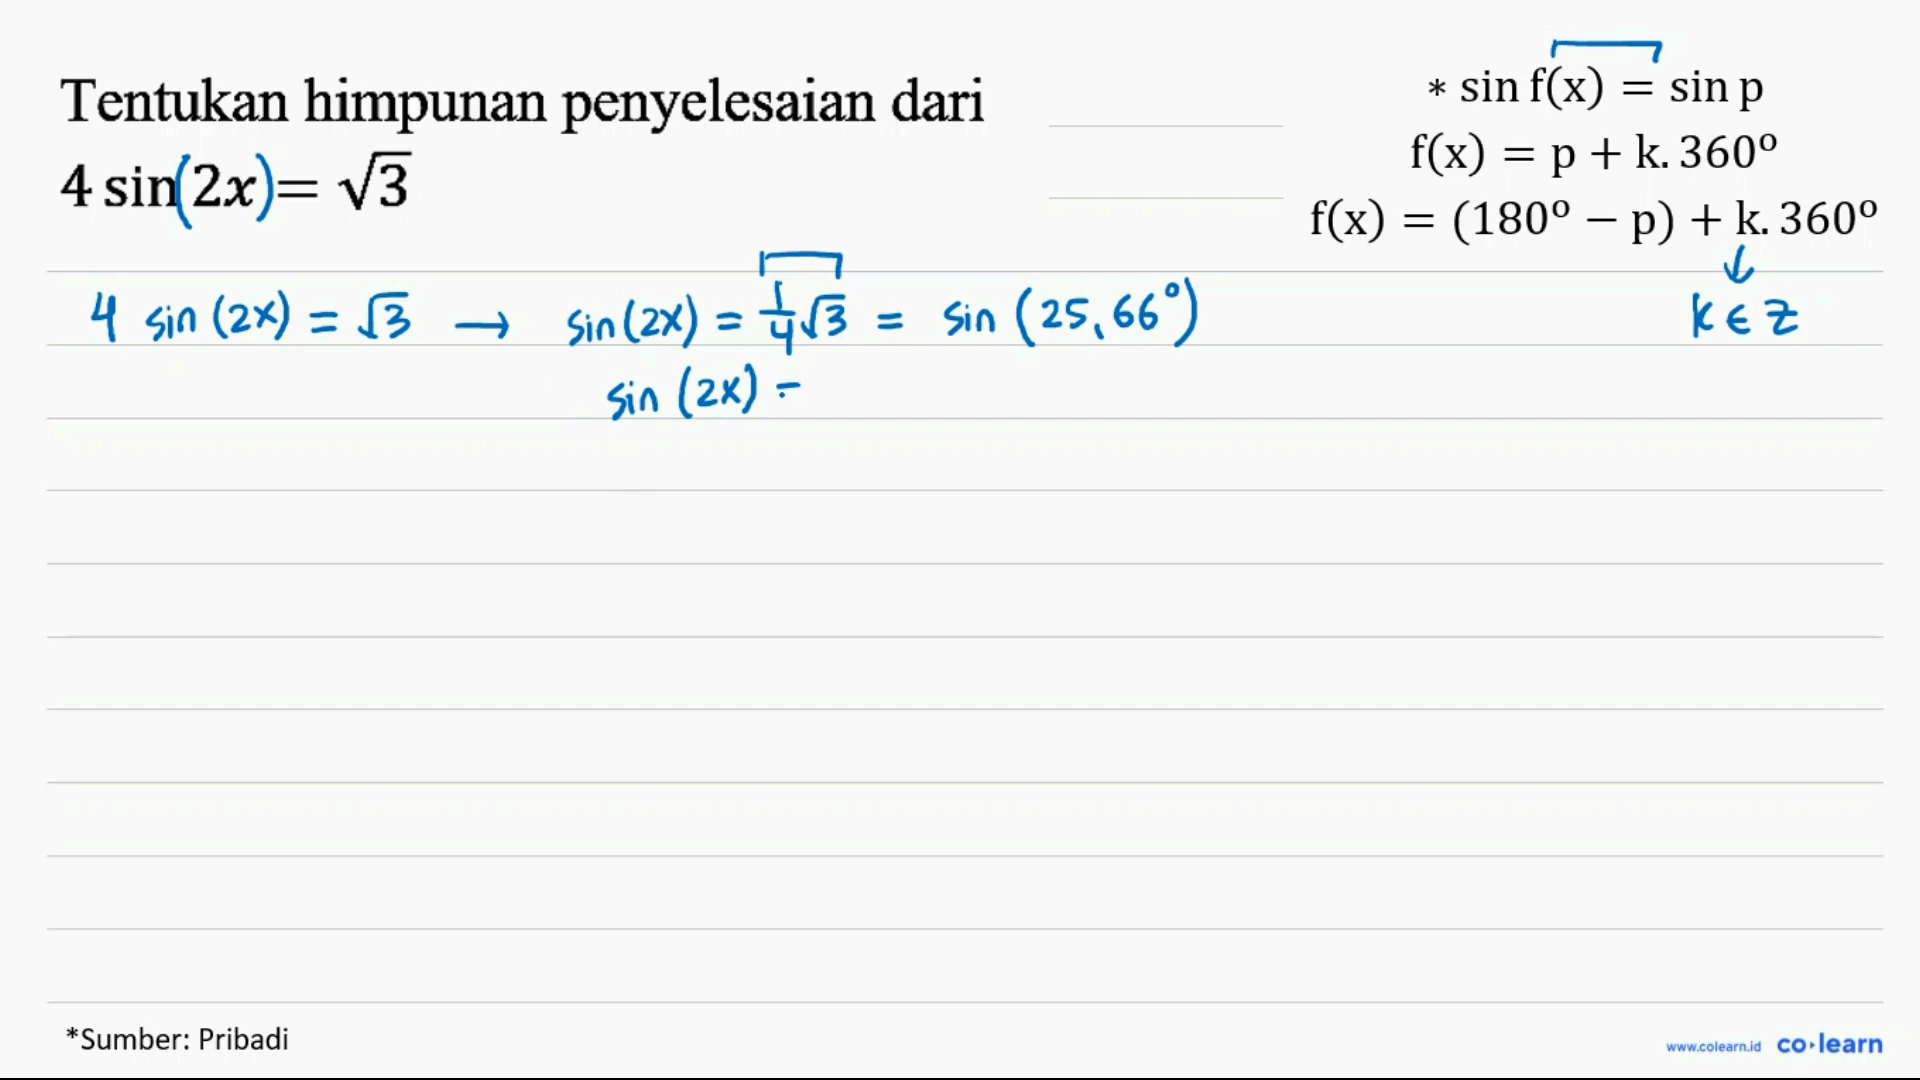 Tentukan himpunan penyelesaian dari
4 sin(2x) = √3
* sin f(x) = sin p
f(x) = p + k. 360°
f(x) = (180° − p) + k. 360°
k ∈ Z
4 sin (2x) = √3 → sin (2x) = 1/4 √3 = sin (25,66°)
sin (2x) =
*Sumber: Pribadi
www.colearn.id co▸learn